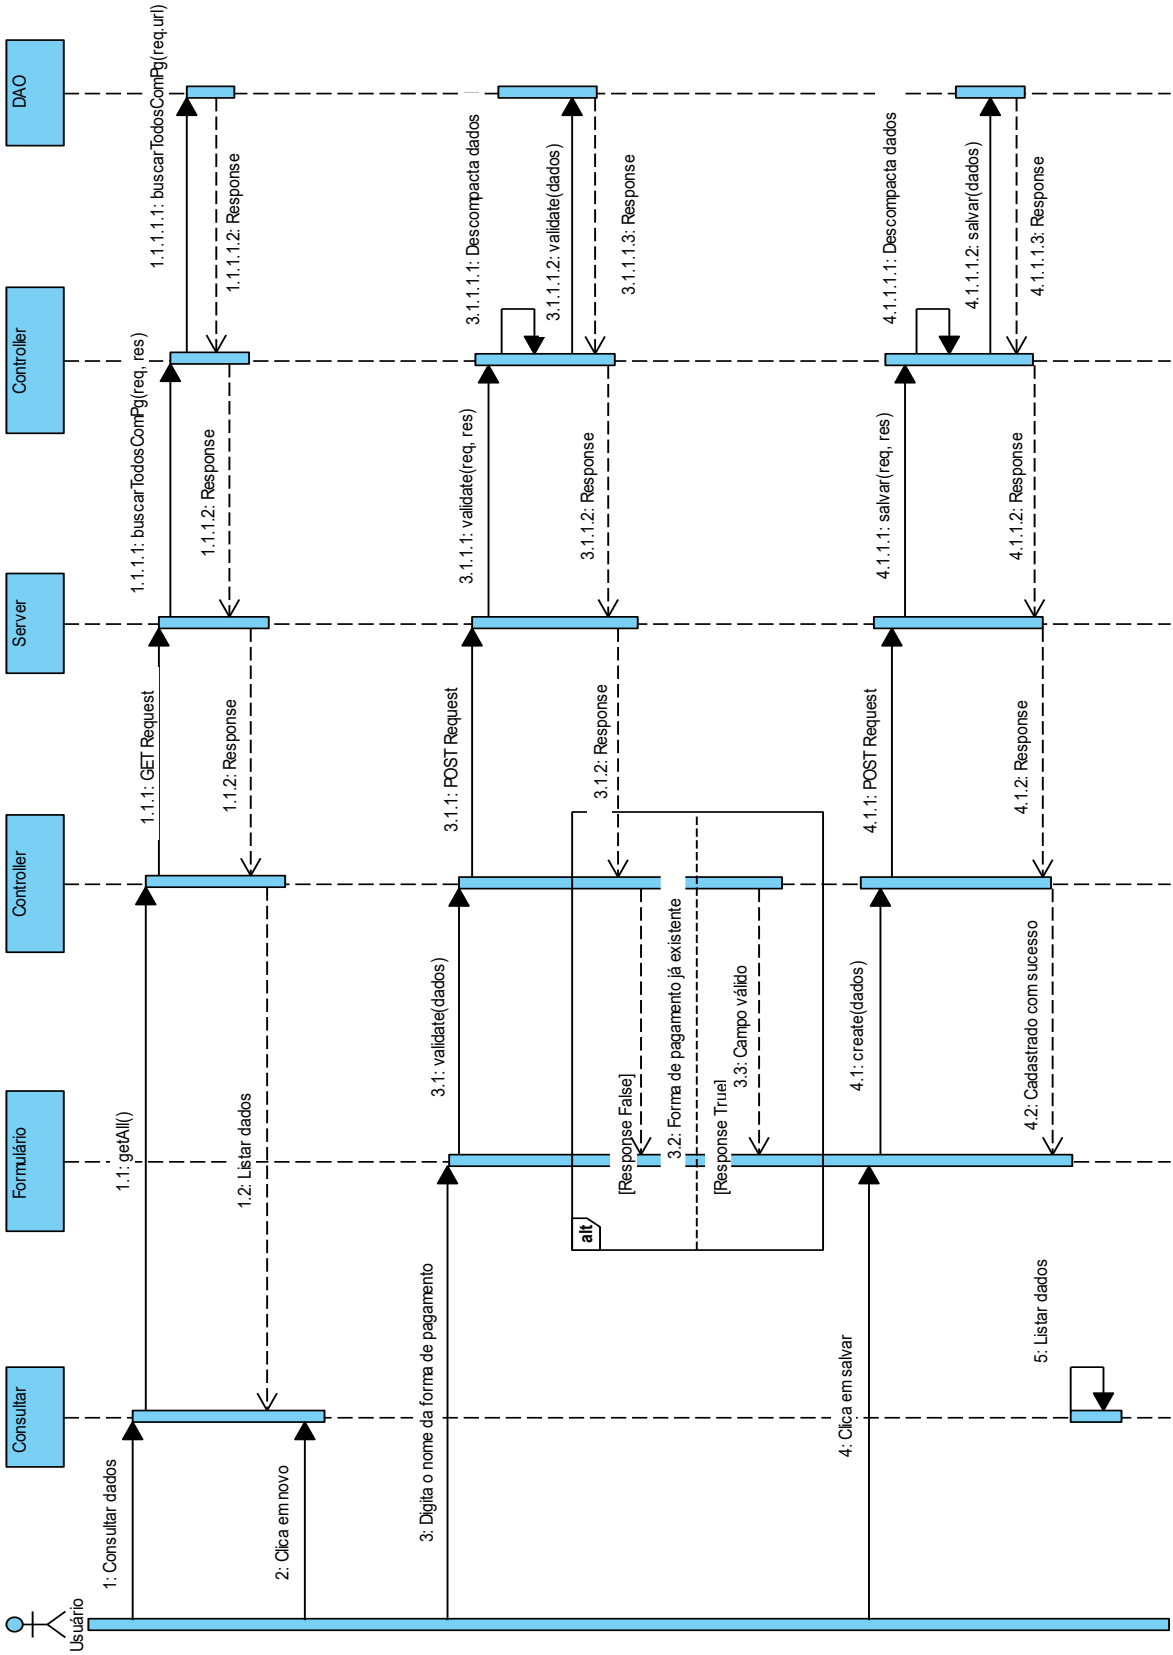 Usuário
Consultar
Formulário
Controller
Server
Controller
DAO
1: Consultar dados
1.1: getAll()
1.1.1: GET Request
1.1.1.1: buscarTodosComPg(req, res)
1.1.1.1.1: buscarTodosComPg(req.url)
1.1.1.1.2: Response
1.1.1.2: Response
1.1.2: Response
1.2: Listar dados
2: Clica em novo
3: Digita o nome da forma de pagamento
3.1: validate(dados)
3.1.1: POST Request
3.1.1.1: validate(req, res)
3.1.1.1.1: Descompacta dados
3.1.1.1.2: validate(dados)
3.1.1.1.3: Response
3.1.1.2: Response
3.1.2: Response
alt
[Response False]
3.2: Forma de pagamento já existente
[Response True]
3.3: Campo válido
4: Clica em salvar
4.1: create(dados)
4.1.1: POST Request
4.1.1.1: salvar(req, res)
4.1.1.1.1: Descompacta dados
4.1.1.1.2: salvar(dados)
4.1.1.1.3: Response
4.1.1.2: Response
4.1.2: Response
4.2: Cadastrado com sucesso
5: Listar dados